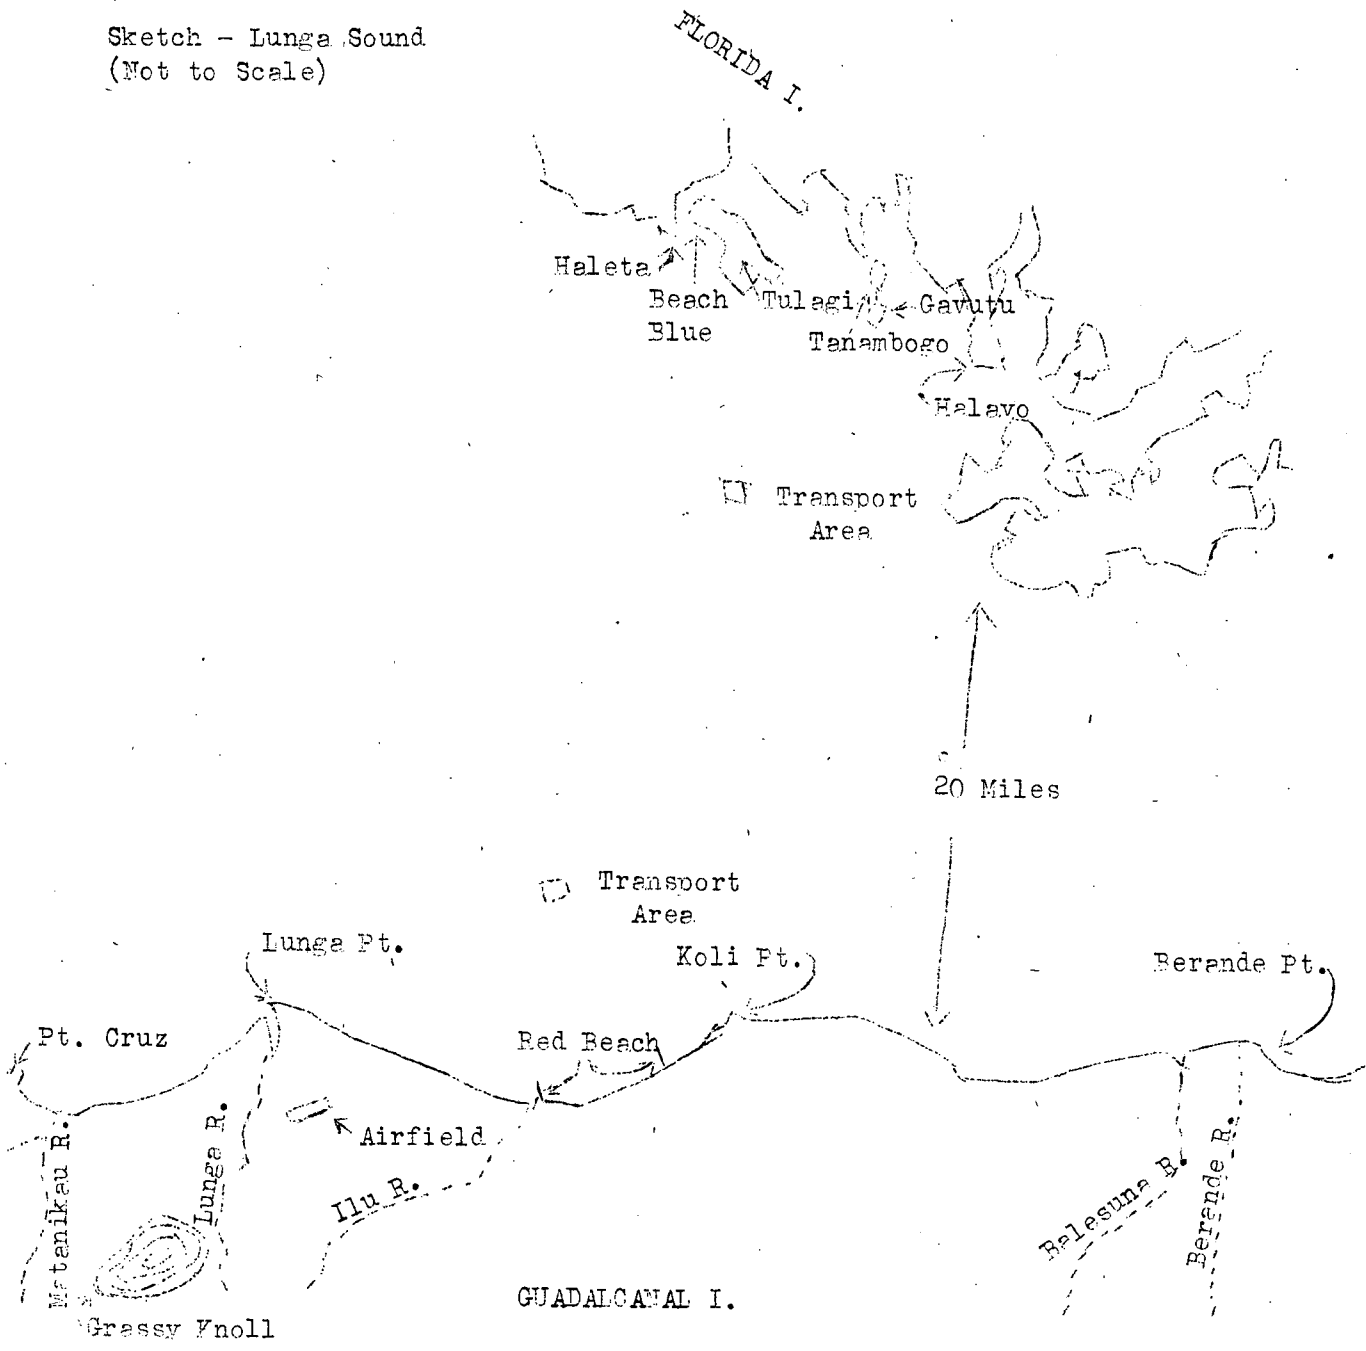 Sketch - Lunga Sound
(Not to Scale)
FLORIDA I.
Haleta
Beach
Blue
Tulagi
Gavutu
Tanambogo
Halavo
Transport
Area
20 Miles
Transport
Area
Lunga Pt.
Koli Pt.
Berande Pt.
Pt. Cruz
Red Beach
Airfield
Matanikau R.
Lunga R.
Ilu R.
Balesuna R.
Berande R.
GUADALCANAL I.
Grassy Knoll